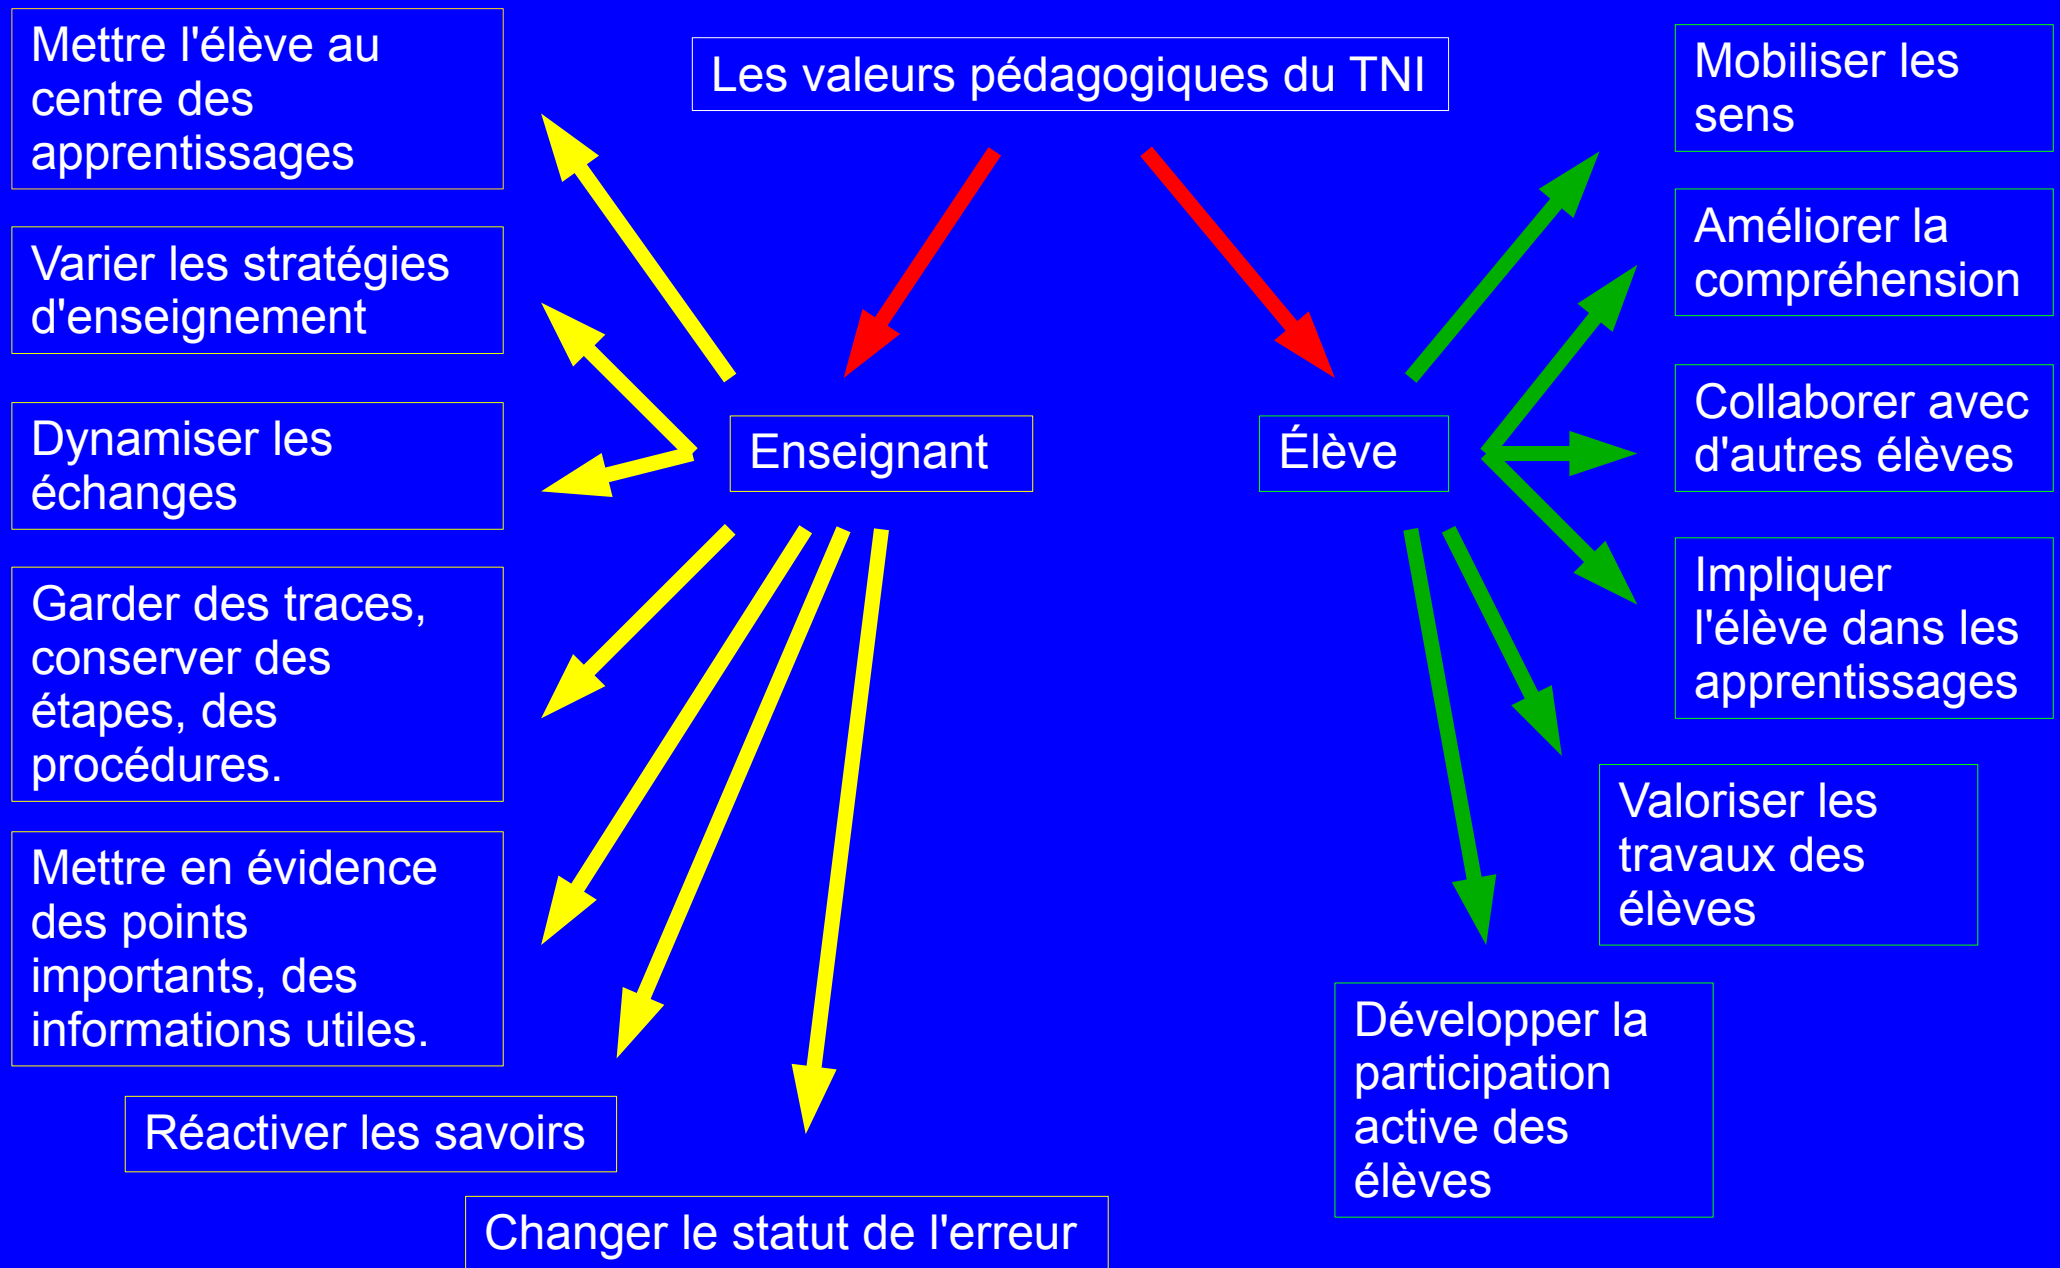 Les valeurs pédagogiques du TNI
Enseignant
Mettre l'élève au
centre des
apprentissages
Varier les stratégies
d'enseignement
Dynamiser les
échanges
Garder des traces,
conserver des
étapes, des
procédures.
Mettre en évidence
des points
importants, des
informations utiles.
Réactiver les savoirs
Changer le statut de l'erreur
Élève
Mobiliser les
sens
Améliorer la
compréhension
Collaborer avec
d'autres élèves
Impliquer
l'élève dans les
apprentissages
Valoriser les
travaux des
élèves
Développer la
participation
active des
élèves